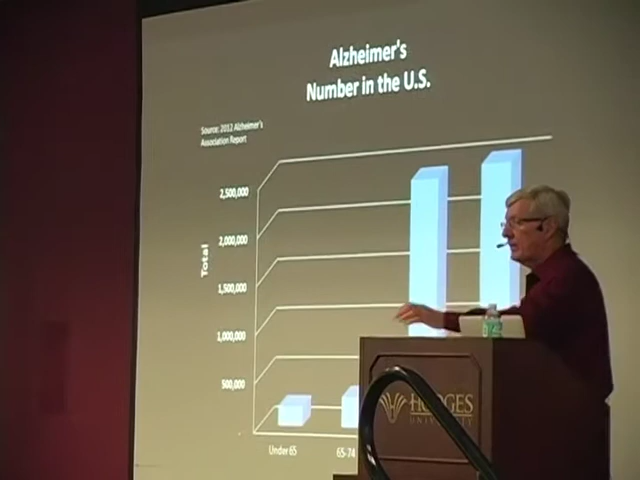 Alzheimer's
Number in the U.S.
Source: 2012 Alzheimer's
Association Report
2,500,000
2,000,000
Total
1,500,000
1,000,000
500,000
-
Under 65
65-74
HODGES
UNIVERSITY